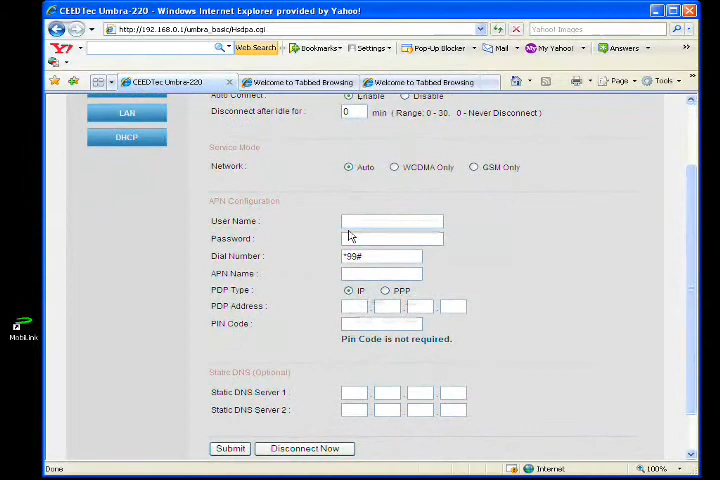 CEEDTec Umbra-220 - Windows Internet Explorer provided by Yahoo!
http://192.168.0.1/umbra_basic/Hsdpa.cgi
Yahoo! Images
Y! Web Search Bookmarks Settings Pop-Up Blocker Mail My Yahoo! Answers
CEEDTec Umbra-220 Welcome to Tabbed Browsing Welcome to Tabbed Browsing Page Tools
Auto Connect: Enable Disable
LAN
Disconnect after idle for : 0 min ( Range: 0 - 30, 0 - Never Disconnect )
DHCP
Service Mode
Network : Auto WCDMA Only GSM Only
APN Configuration
User Name :
Password :
Dial Number : *99#
APN Name :
PDP Type : IP PPP
PDP Address :
PIN Code :
Pin Code is not required.
MobiLink
Static DNS (Optional)
Static DNS Server 1 :
Static DNS Server 2 :
Submit Disconnect Now
Done Internet 100%